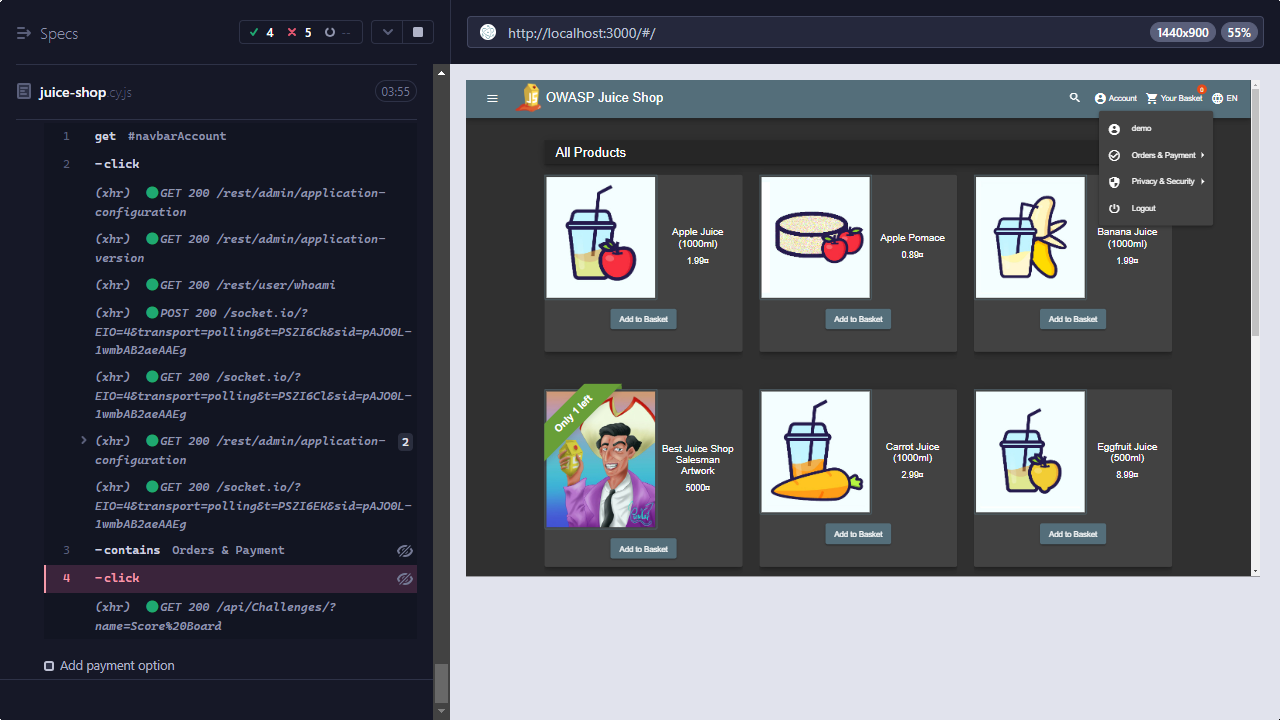 Specs
4
5
--
http://localhost:3000/#/
1440x900
55%
juice-shop.cy.js
03:55
1 get #navbarAccount
2 -click
(xhr) GET 200 /rest/admin/application-
configuration
(xhr) GET 200 /rest/admin/application-
version
(xhr) GET 200 /rest/user/whoami
(xhr) POST 200 /socket.io/?
EIO=4&transport=polling&t=PSZI6Ck&sid=pAJO0L-
1wmbAB2aeAAEg
(xhr) GET 200 /socket.io/?
EIO=4&transport=polling&t=PSZI6Cl&sid=pAJO0L-
1wmbAB2aeAAEg
(xhr) GET 200 /rest/admin/application-
configuration
2
(xhr) GET 200 /socket.io/?
EIO=4&transport=polling&t=PSZI6EK&sid=pAJO0L-
1wmbAB2aeAAEg
3 -contains Orders & Payment
4 -click
(xhr) GET 200 /api/Challenges/?
name=Score%20Board
Add payment option
JS
OWASP Juice Shop
Account
Your Basket
0
EN
demo
Orders & Payment
Privacy & Security
Logout
All Products
Apple Juice
(1000ml)
1.99¤
Add to Basket
Apple Pomace
0.89¤
Add to Basket
Banana Juice
(1000ml)
1.99¤
Add to Basket
Only 1 left
Best Juice Shop
Salesman
Artwork
5000¤
Add to Basket
Carrot Juice
(1000ml)
2.99¤
Add to Basket
Eggfruit Juice
(500ml)
8.99¤
Add to Basket